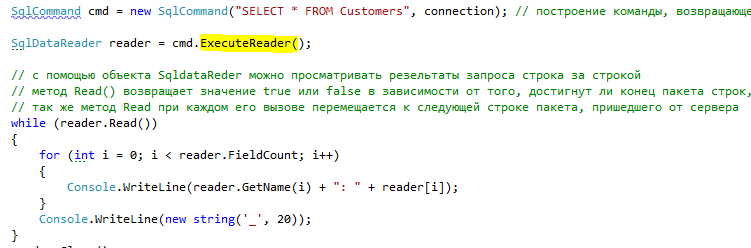 SqlCommand cmd = new SqlCommand("SELECT * FROM Customers", connection); // построение команды, возвращающе
SqlDataReader reader = cmd.ExecuteReader();
// с помощью объекта SqldataReder можно просматривать резельтаты запроса строка за строкой
// метод Read() возвращает значение true или false в зависимости от того, достигнут ли конец пакета строк,
// так же метод Read при каждом его вызове перемещается к следующей строке пакета, пришедшего от сервера
while (reader.Read())
{
for (int i = 0; i < reader.FieldCount; i++)
{
Console.WriteLine(reader.GetName(i) + ": " + reader[i]);
}
Console.WriteLine(new string('_', 20));
}